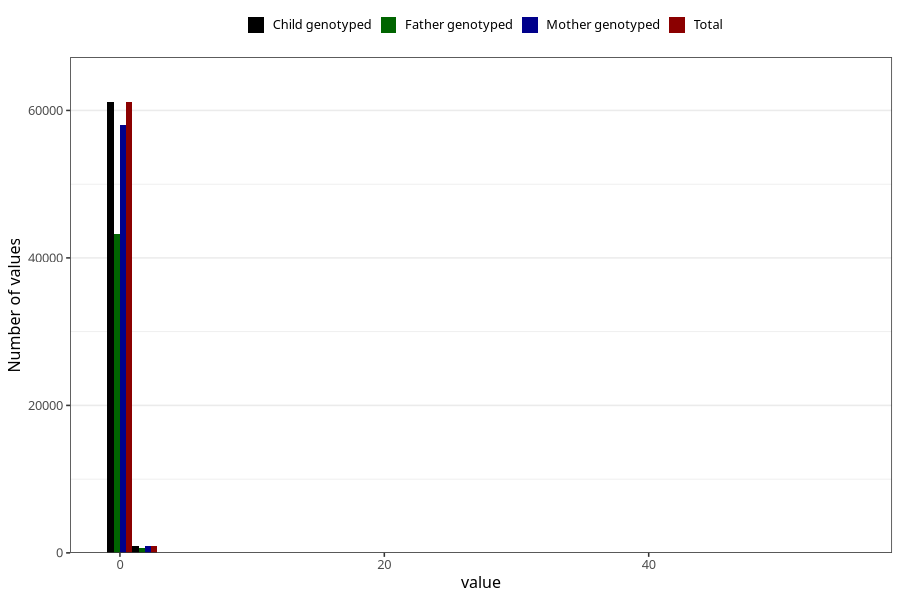 Child genotyped Father genotyped Mother genotyped Total
Number of values
60000
40000
20000
0
0 20 40
value